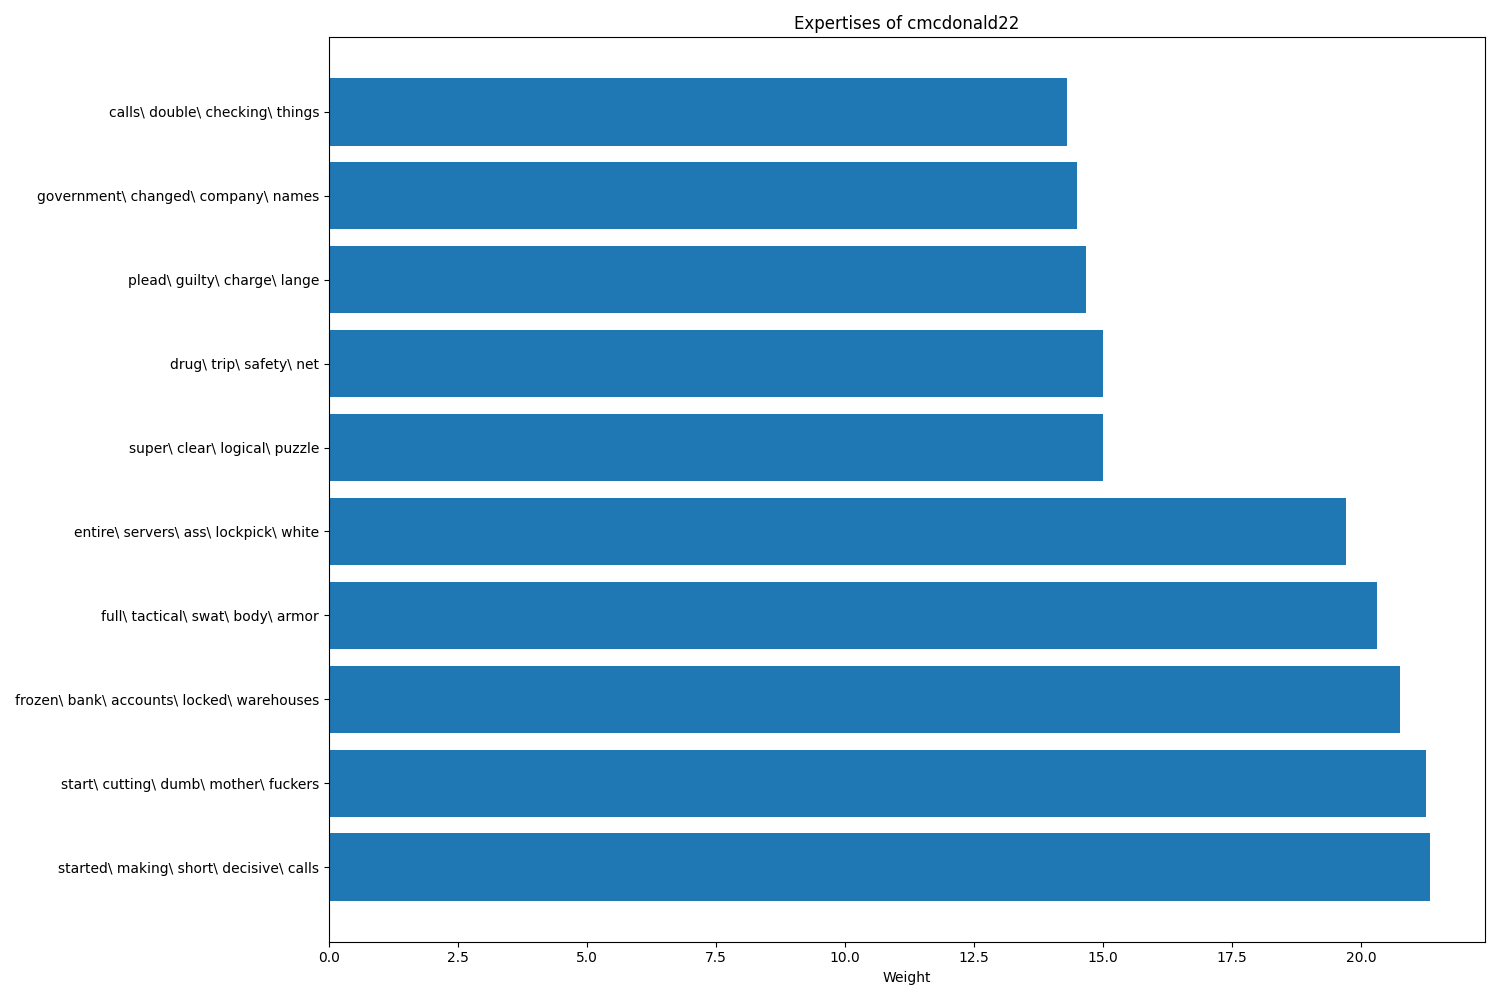 Expertises of cmcdonald22
calls\ double\ checking\ things
government\ changed\ company\ names
plead\ guilty\ charge\ lange
drug\ trip\ safety\ net
super\ clear\ logical\ puzzle
entire\ servers\ ass\ lockpick\ white
full\ tactical\ swat\ body\ armor
frozen\ bank\ accounts\ locked\ warehouses
start\ cutting\ dumb\ mother\ fuckers
started\ making\ short\ decisive\ calls
0.0 2.5 5.0 7.5 10.0 12.5 15.0 17.5 20.0
Weight